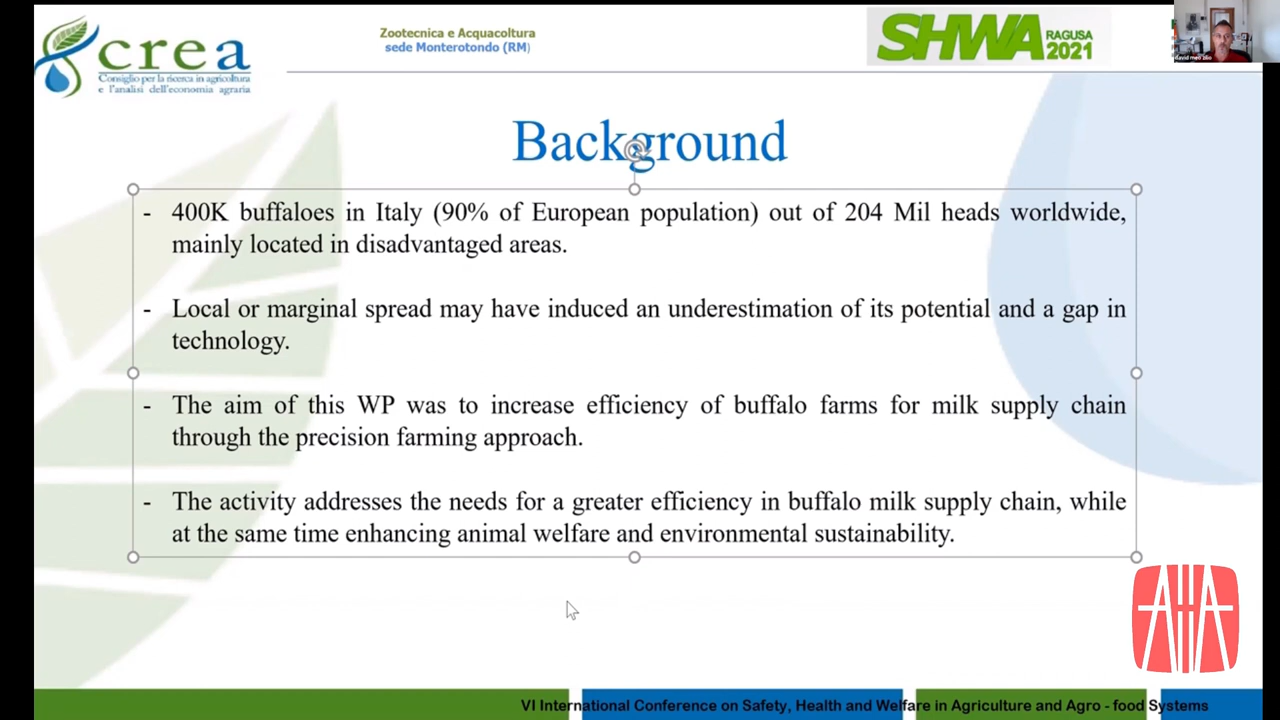 crea
Consiglio per la ricerca in agricoltura
e l'analisi dell'economia agraria
Zootecnica e Acquacoltura
sede Monterotondo (RM)
SHWA RAGUSA
2021
david meo zilio
Background
- 400K buffaloes in Italy (90% of European population) out of 204 Mil heads worldwide,
mainly located in disadvantaged areas.
- Local or marginal spread may have induced an underestimation of its potential and a gap in
technology.
- The aim of this WP was to increase efficiency of buffalo farms for milk supply chain
through the precision farming approach.
- The activity addresses the needs for a greater efficiency in buffalo milk supply chain, while
at the same time enhancing animal welfare and environmental sustainability.
AIIA
VI International Conference on Safety, Health and Welfare in Agriculture and Agro - food Systems